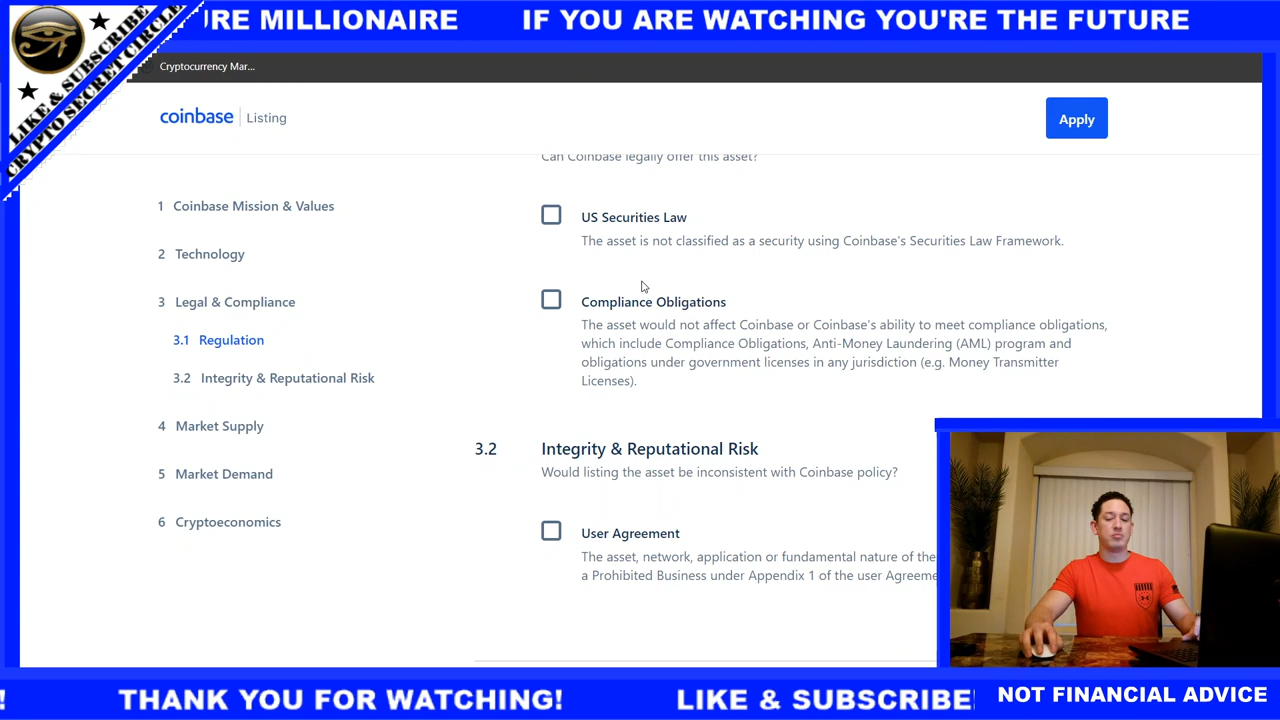 URE MILLIONAIRE IF YOU ARE WATCHING YOU'RE THE FUTURE
LIKE & SUBSCRIBE
CRYPTO SECRET CIRCLE
Cryptocurrency Mar...
coinbase | Listing
Apply
Can Coinbase legally offer this asset?
1 Coinbase Mission & Values
2 Technology
3 Legal & Compliance
3.1 Regulation
3.2 Integrity & Reputational Risk
4 Market Supply
5 Market Demand
6 Cryptoeconomics
US Securities Law
The asset is not classified as a security using Coinbase's Securities Law Framework.
Compliance Obligations
The asset would not affect Coinbase or Coinbase's ability to meet compliance obligations,
which include Compliance Obligations, Anti-Money Laundering (AML) program and
obligations under government licenses in any jurisdiction (e.g. Money Transmitter
Licenses).
3.2 Integrity & Reputational Risk
Would listing the asset be inconsistent with Coinbase policy?
User Agreement
The asset, network, application or fundamental nature of the
a Prohibited Business under Appendix 1 of the user Agreeme
! THANK YOU FOR WATCHING! LIKE & SUBSCRIBE
NOT FINANCIAL ADVICE